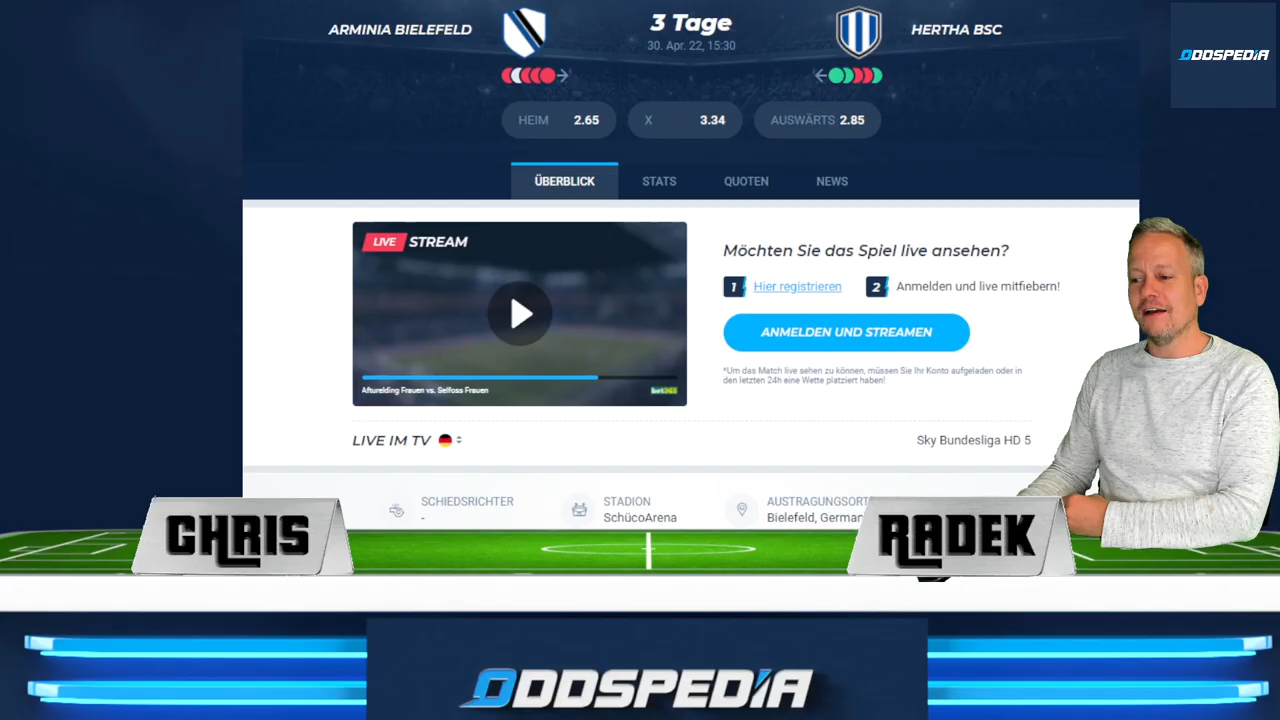 ARMINIA BIELEFELD
3 Tage
30. Apr. 22, 15:30
HERTHA BSC
ODDSPEDIA
HEIM 2.65
X 3.34
AUSWÄRTS 2.85
ÜBERBLICK
STATS
QUOTEN
NEWS
LIVE STREAM
Afturelding Frauen vs. Selfoss Frauen
bet365
Möchten Sie das Spiel live ansehen?
1 Hier registrieren
2 Anmelden und live mitfiebern!
ANMELDEN UND STREAMEN
*Um das Match live sehen zu können, müssen Sie Ihr Konto aufgeladen oder in
den letzten 24h eine Wette platziert haben!
LIVE IM TV
Sky Bundesliga HD 5
SCHIEDSRICHTER
-
STADION
SchücoArena
AUSTRAGUNGSORT
Bielefeld, German
CHRIS
RADEK
ODDSPEDIA